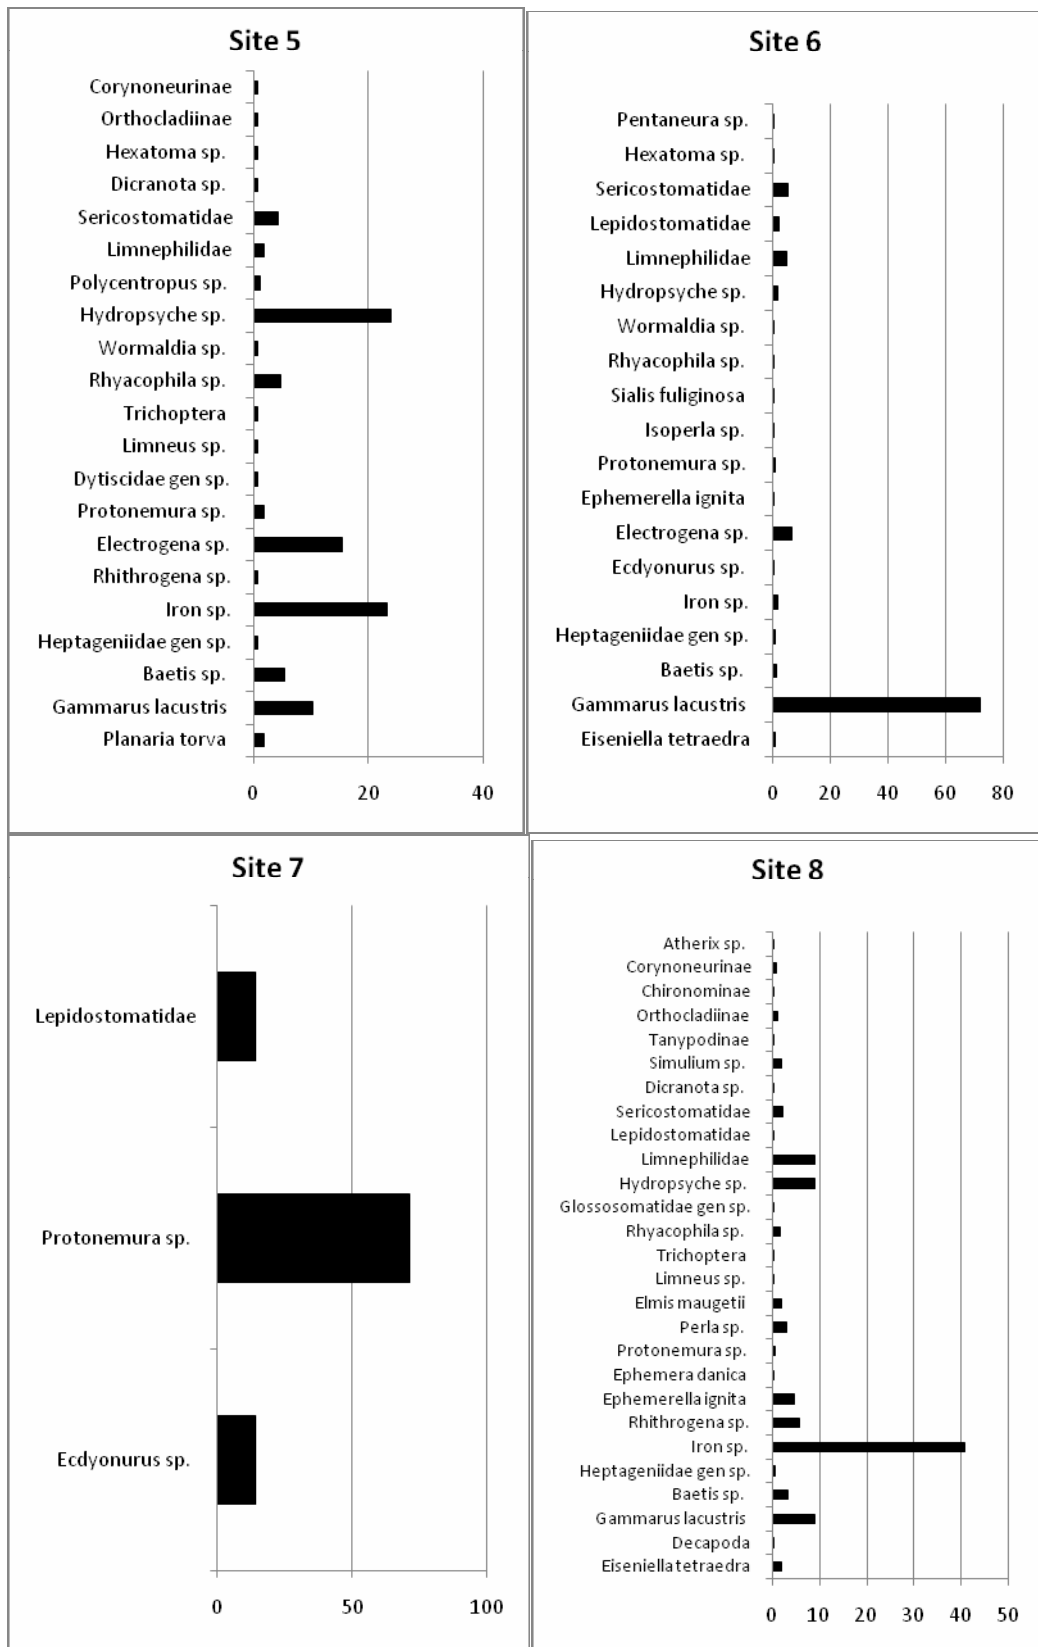 Site 5
Corynoneurinae
Orthocladiinae
Hexatoma sp.
Dicranota sp.
Sericostomatidae
Limnephilidae
Polycentropus sp.
Hydropsyche sp.
Wormaldia sp.
Rhyacophila sp.
Trichoptera
Limneus sp.
Dytiscidae gen sp.
Protonemura sp.
Electrogena sp.
Rhithrogena sp.
Iron sp.
Heptageniidae gen sp.
Baetis sp.
Gammarus lacustris
Planaria torva
0 20 40
Site 6
Pentaneura sp.
Hexatoma sp.
Sericostomatidae
Lepidostomatidae
Limnephilidae
Hydropsyche sp.
Wormaldia sp.
Rhyacophila sp.
Sialis fuliginosa
Isoperla sp.
Protonemura sp.
Ephemerella ignita
Electrogena sp.
Ecdyonurus sp.
Iron sp.
Heptageniidae gen sp.
Baetis sp.
Gammarus lacustris
Eiseniella tetraedra
0 20 40 60 80
Site 7
Lepidostomatidae
Protonemura sp.
Ecdyonurus sp.
0 50 100
Site 8
Atherix sp.
Corynoneurinae
Chironominae
Orthocladiinae
Tanypodinae
Simulium sp.
Dicranota sp.
Sericostomatidae
Lepidostomatidae
Limnephilidae
Hydropsyche sp.
Glossosomatidae gen sp.
Rhyacophila sp.
Trichoptera
Limneus sp.
Elmis maugetii
Perla sp.
Protonemura sp.
Ephemera danica
Ephemerella ignita
Rhithrogena sp.
Iron sp.
Heptageniidae gen sp.
Baetis sp.
Gammarus lacustris
Decapoda
Eiseniella tetraedra
0 10 20 30 40 50